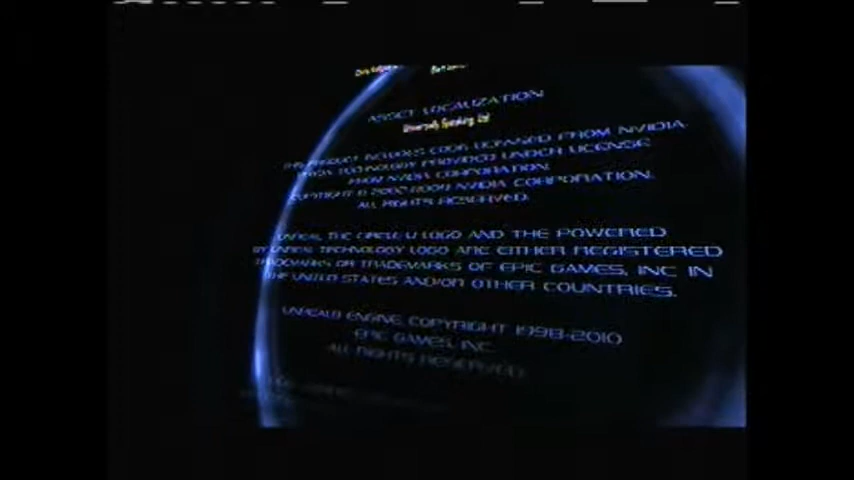 ASSET LOCALIZATION
Universally Speaking Ltd
THIS PRODUCT INCLUDES CODE LICENSED FROM NVIDIA
TECHNOLOGY PROVIDED UNDER LICENSE
FROM NVIDIA CORPORATION.
COPYRIGHT © 2002-2009 NVIDIA CORPORATION.
ALL RIGHTS RESERVED.
UNREAL, THE CIRCLE-U LOGO AND THE POWERED
BY UNREAL TECHNOLOGY LOGO ARE EITHER REGISTERED
TRADEMARKS OR TRADEMARKS OF EPIC GAMES, INC IN
THE UNITED STATES AND/OR OTHER COUNTRIES.
UNREAL® ENGINE, COPYRIGHT 1998-2010
EPIC GAMES, INC.
ALL RIGHTS RESERVED